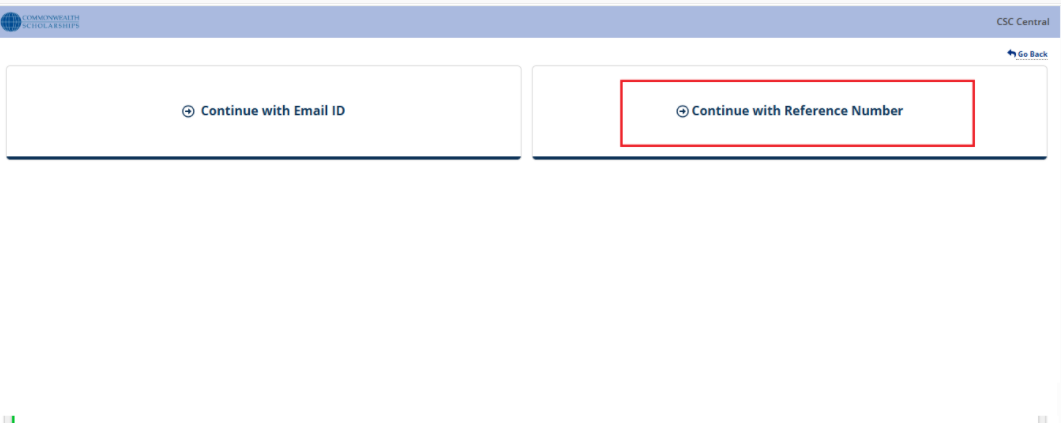 COMMONWEALTH
SCHOLARSHIPS
CSC Central
Go Back
Continue with Email ID
Continue with Reference Number